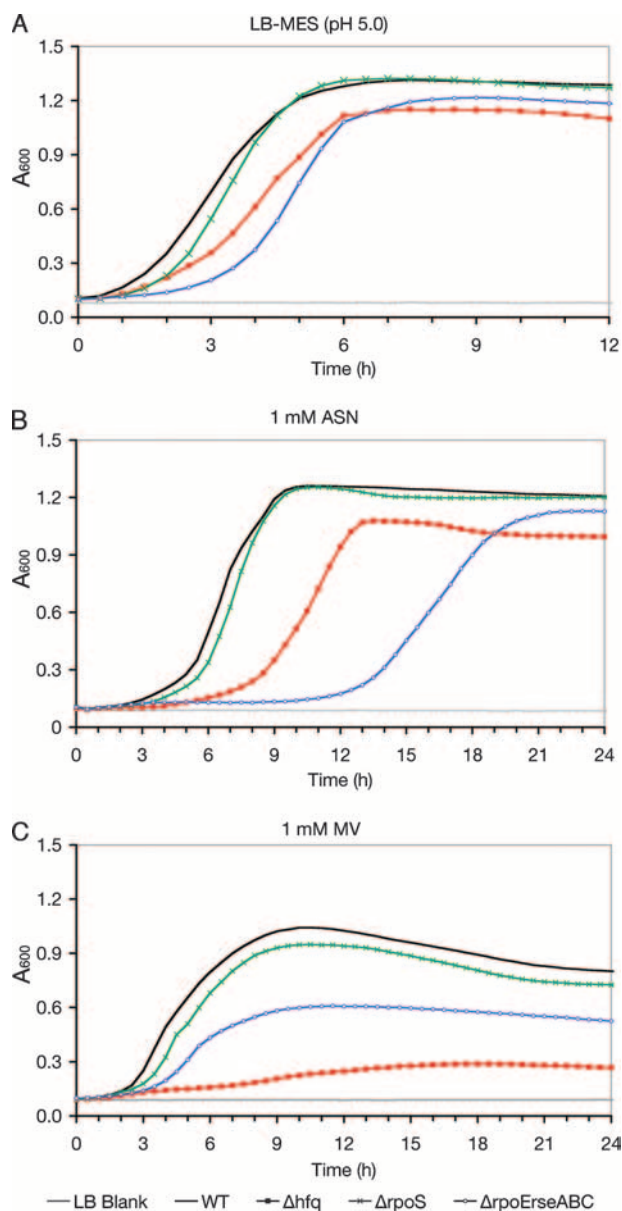 A
LB-MES (pH 5.0)
1.5
1.2
0.9
0.6
0.3
0.0
A600
0 3 6 9 12
Time (h)
B
1 mM ASN
1.5
1.2
0.9
0.6
0.3
0
A600
0 3 6 9 12 15 18 21 24
Time (h)
C
1 mM MV
1.5
1.2
0.9
0.6
0.3
0.0
A600
0 3 6 9 12 15 18 21 24
Time (h)
LB Blank WT Δhfq ΔrpoS ΔrpoErseABC